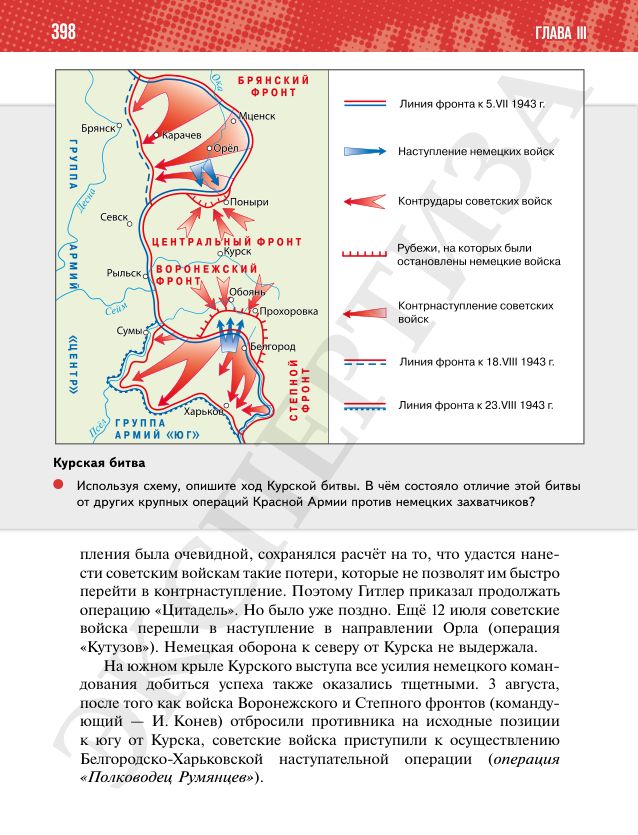 398
ГЛАВА III
БРЯНСКИЙ
ФРОНТ
Ока
Мценск
Брянск
Карачев
Орёл
ГРУППА
Десна
Поныри
Севск
ЦЕНТРАЛЬНЫЙ ФРОНТ
Курск
АРМИЙ
ВОРОНЕЖСКИЙ
ФРОНТ
Рыльск
Обоянь
Сейм
Прохоровка
Сумы
Белгород
«ЦЕНТР»
СТЕПНОЙ
ФРОНТ
Харьков
Псёл
ГРУППА
АРМИЙ «ЮГ»
Линия фронта к 5.VII 1943 г.
Наступление немецких войск
Контрудары советских войск
Рубежи, на которых были
остановлены немецкие войска
Контрнаступление советских
войск
Линия фронта к 18.VIII 1943 г.
Линия фронта к 23.VIII 1943 г.
Курская битва
Используя схему, опишите ход Курской битвы. В чём состояло отличие этой битвы
от других крупных операций Красной Армии против немецких захватчиков?
пления была очевидной, сохранялся расчёт на то, что удастся нане-
сти советским войскам такие потери, которые не позволят им быстро
перейти в контрнаступление. Поэтому Гитлер приказал продолжать
операцию «Цитадель». Но было уже поздно. Ещё 12 июля советские
войска перешли в наступление в направлении Орла (операция
«Кутузов»). Немецкая оборона к северу от Курска не выдержала.
На южном крыле Курского выступа все усилия немецкого коман-
дования добиться успеха также оказались тщетными. 3 августа,
после того как войска Воронежского и Степного фронтов (команду-
ющий — И. Конев) отбросили противника на исходные позиции
к югу от Курска, советские войска приступили к осуществлению
Белгородско-Харьковской наступательной операции (операция
«Полководец Румянцев»).
ЭКСПЕРТИЗА